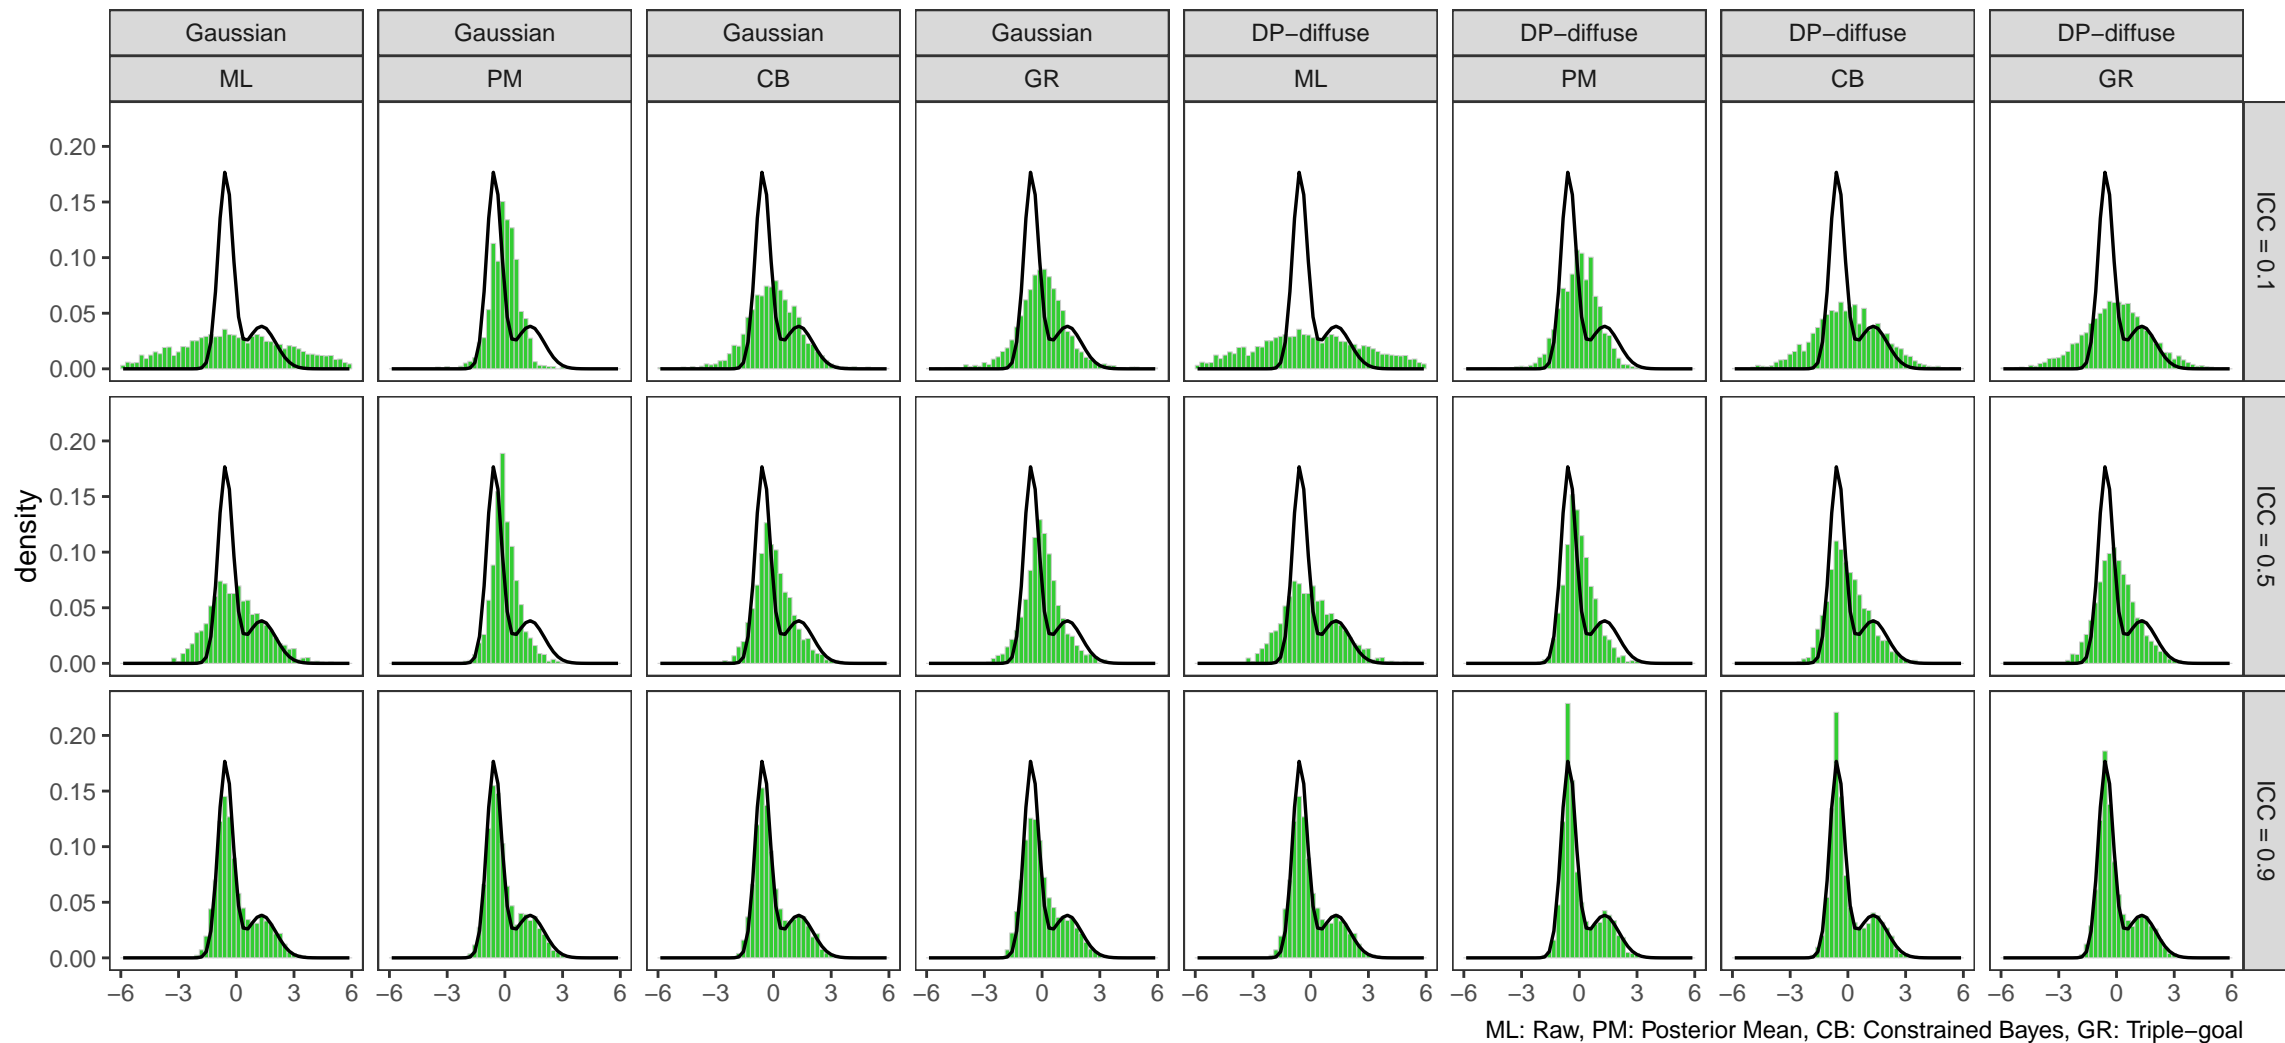 Gaussian Gaussian Gaussian Gaussian DP−diffuse DP−diffuse DP−diffuse DP−diffuse
ML PM CB GR ML PM CB GR
0.20
0.15
0.10
0.05
0.00
ICC = 0.1
density
0.20
0.15
0.10
0.05
0.00
ICC = 0.5
0.20
0.15
0.10
0.05
0.00
ICC = 0.9
−6 −3 0 3 6 −6 −3 0 3 6 −6 −3 0 3 6 −6 −3 0 3 6 −6 −3 0 3 6 −6 −3 0 3 6 −6 −3 0 3 6 −6 −3 0 3 6
ML: Raw, PM: Posterior Mean, CB: Constrained Bayes, GR: Triple−goal